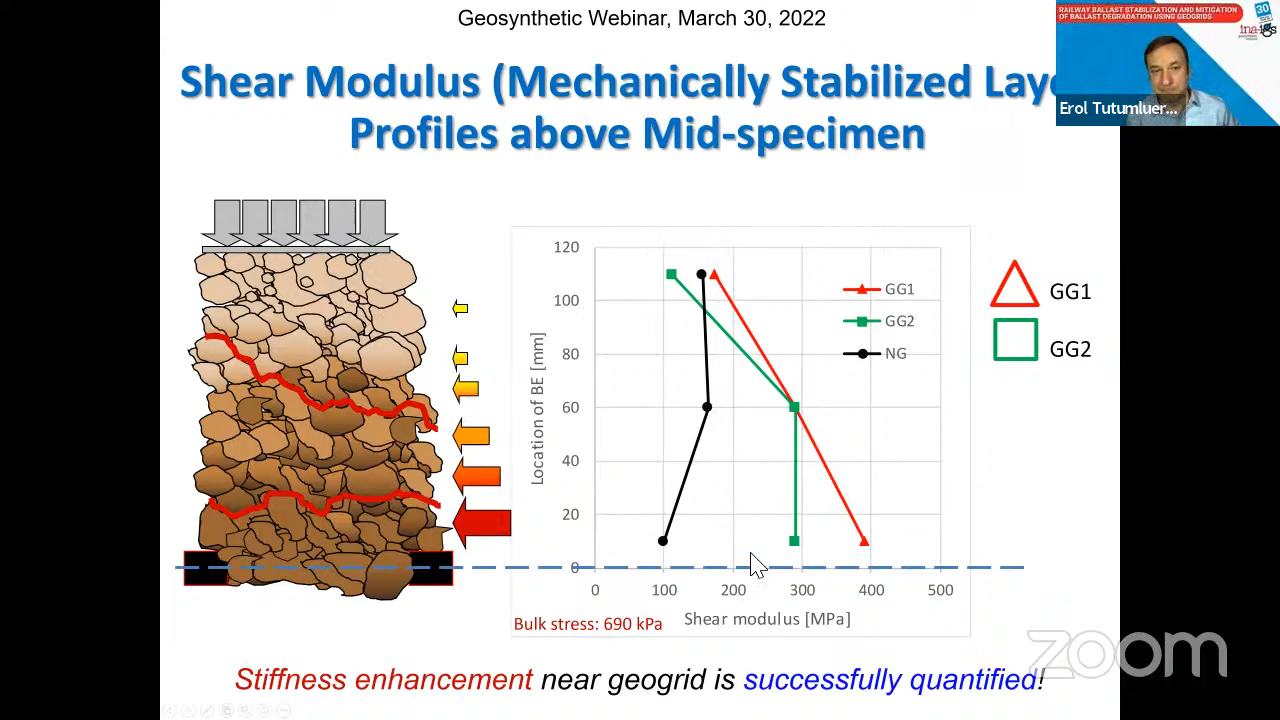 Geosynthetic Webinar, March 30, 2022
RAILWAY BALLAST STABILIZATION AND MITIGATION
OF BALLAST DEGRADATION USING GEOGRIDS
30
Erol Tutumluer...
Shear Modulus (Mechanically Stabilized Laye
Profiles above Mid-specimen
120
100
80
60
40
20
0
Location of BE [mm]
GG1
GG2
NG
GG1
GG2
0 100 200 300 400 500
Bulk stress: 690 kPa
Shear modulus [MPa]
zoom
Stiffness enhancement near geogrid is successfully quantified!